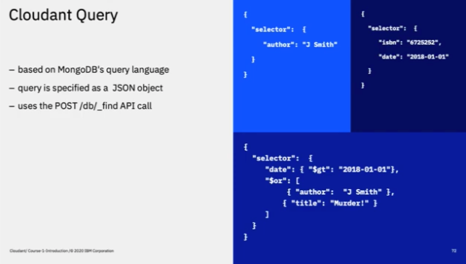 Cloudant Query
– based on MongoDB's query language
– query is specified as a JSON object
– uses the POST /db/_find API call
{
"selector": {
"author": "J Smith"
}
}
{
"selector": {
"isbn": "6725252",
"date": "2018-01-01"
}
}
{
"selector": {
"date": { "$gt": "2018-01-01"},
"$or": [
{ "author": "J Smith" },
{ "title": "Murder!" }
]
}
}
Cloudant/ Course 1: Introduction /© 2020 IBM Corporation